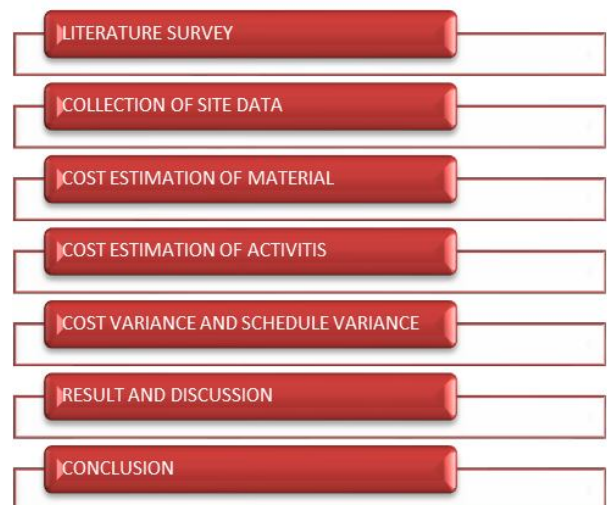 LITERATURE SURVEY
COLLECTION OF SITE DATA
COST ESTIMATION OF MATERIAL
COST ESTIMATION OF ACTIVITIS
COST VARIANCE AND SCHEDULE VARIANCE
RESULT AND DISCUSSION
CONCLUSION